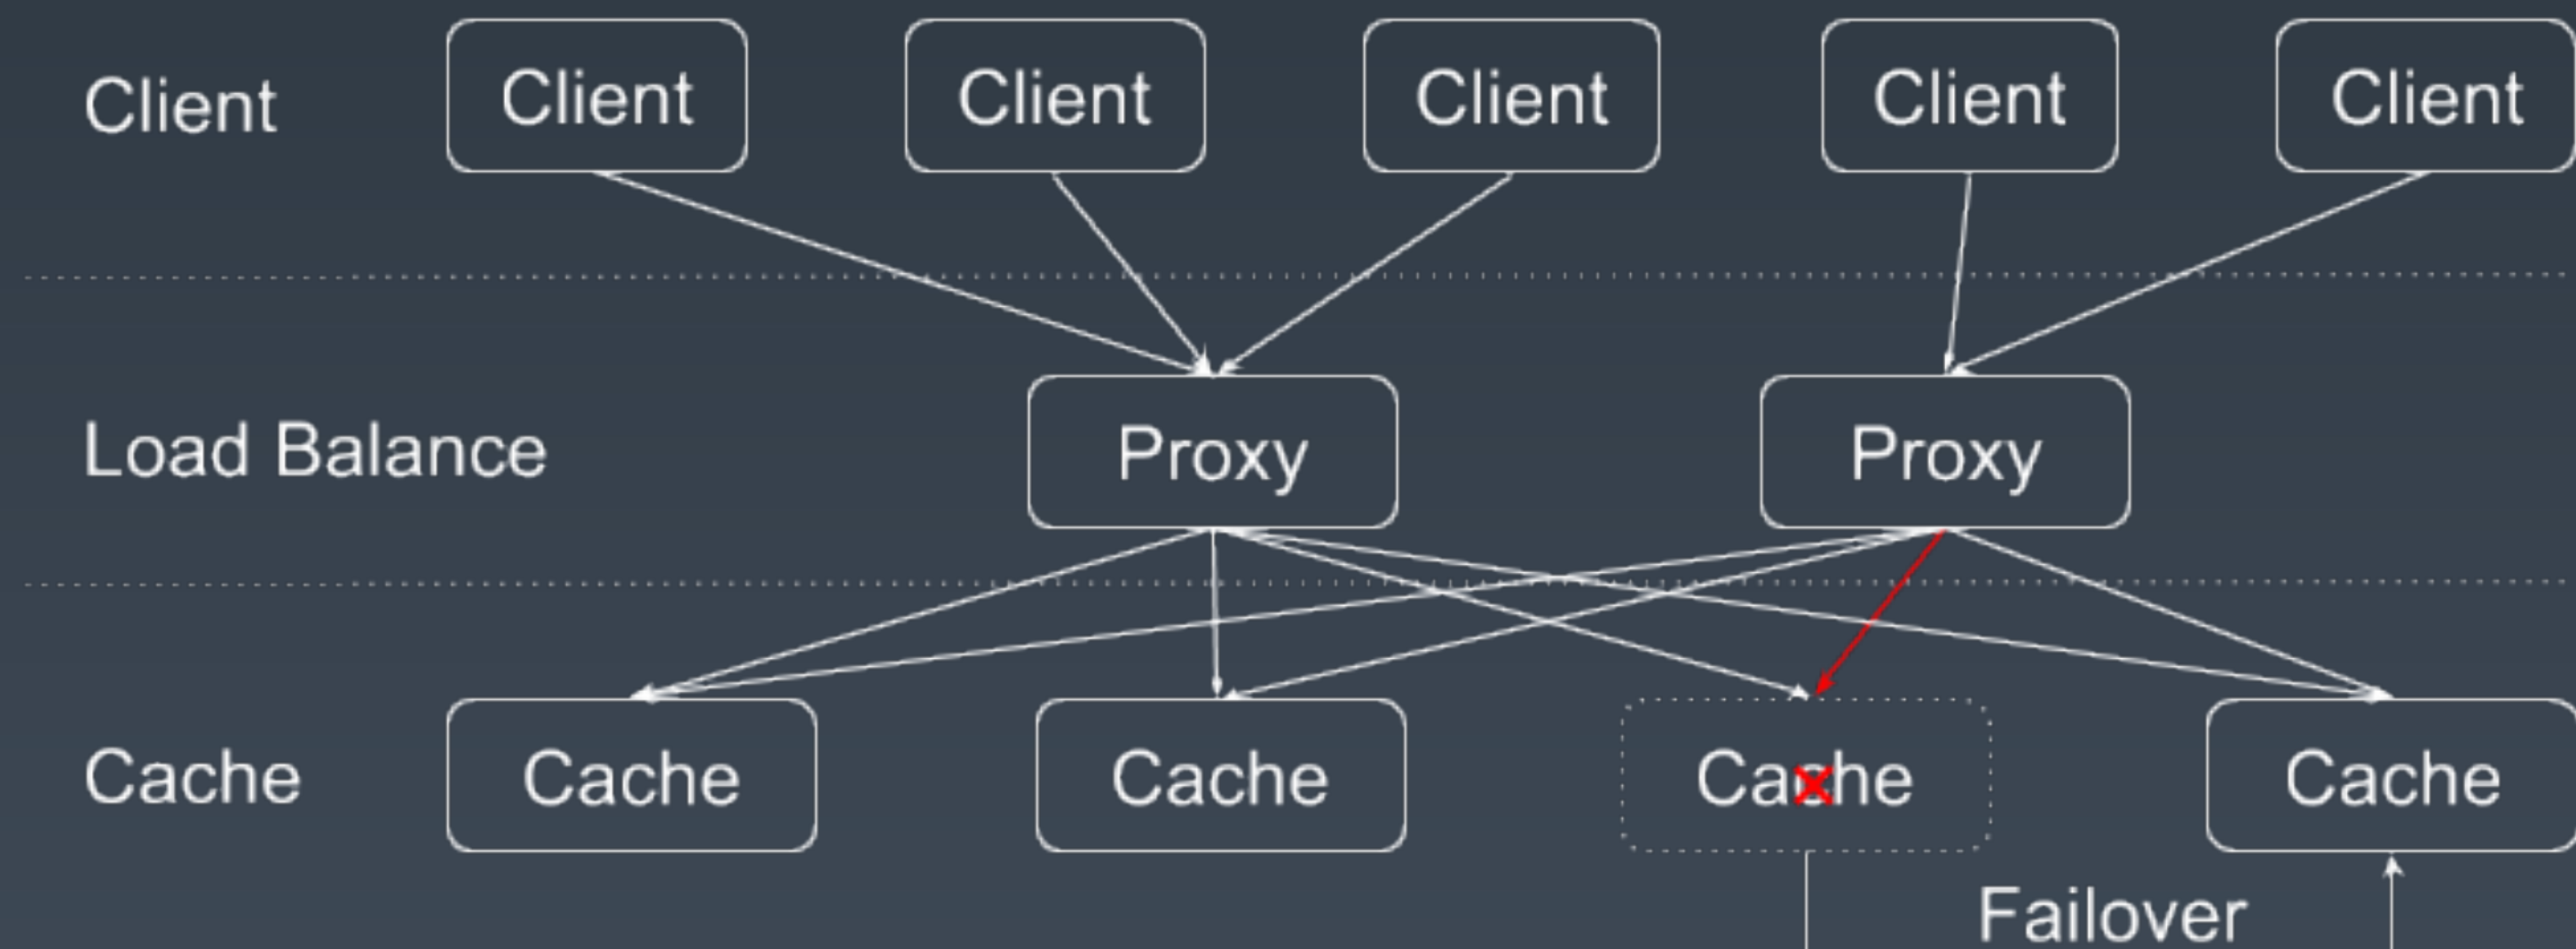 Client Client Client Client Client Client
Load Balance Proxy Proxy
Cache Cache Cache Cache Cache
Failover